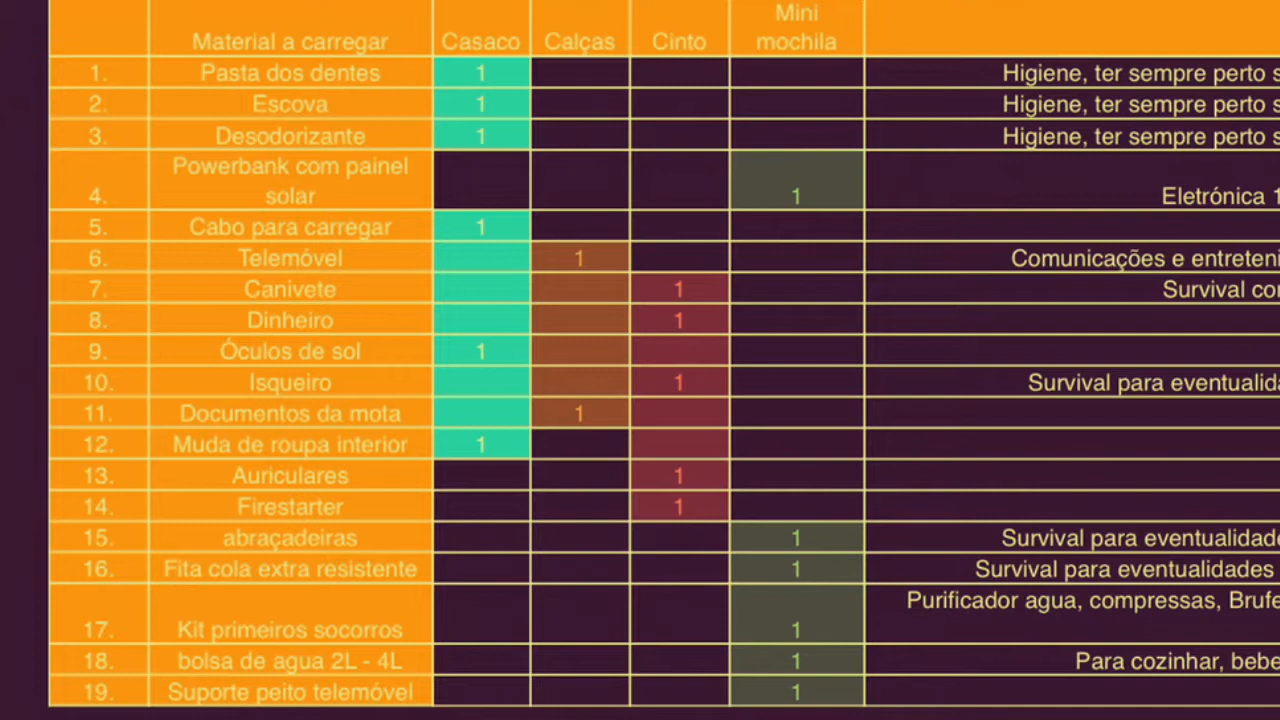 Material a carregar Casaco Calças Cinto Mini mochila
1. Pasta dos dentes 1 Higiene, ter sempre perto s
2. Escova 1 Higiene, ter sempre perto s
3. Desodorizante 1 Higiene, ter sempre perto s
4. Powerbank com painel solar 1 Eletrónica 1
5. Cabo para carregar 1
6. Telemóvel 1 Comunicações e entreteni
7. Canivete 1 Survival co
8. Dinheiro 1
9. Óculos de sol 1
10. Isqueiro 1 Survival para eventualida
11. Documentos da mota 1
12. Muda de roupa interior 1
13. Auriculares 1
14. Firestarter 1
15. abraçadeiras 1 Survival para eventualidade
16. Fita cola extra resistente 1 Survival para eventualidades
17. Kit primeiros socorros 1 Purificador agua, compressas, Brufe
18. bolsa de agua 2L - 4L 1 Para cozinhar, bebe
19. Suporte peito telemóvel 1